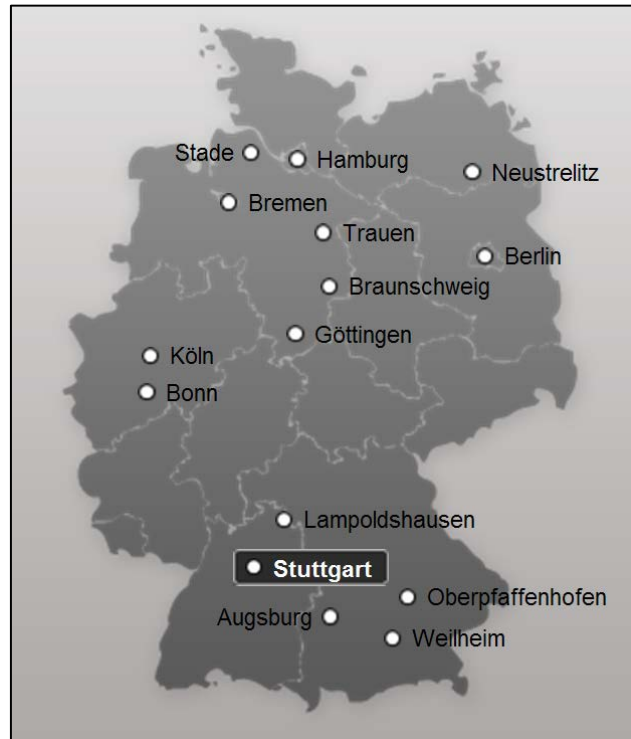 Stade
Hamburg
Neustrelitz
Bremen
Trauen
Berlin
Braunschweig
Göttingen
Köln
Bonn
Lampoldshausen
Stuttgart
Oberpfaffenhofen
Augsburg
Weilheim